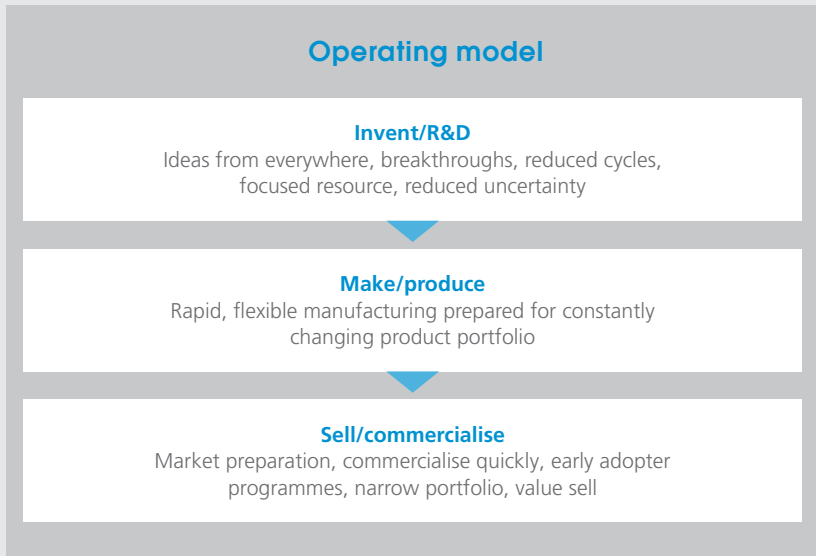 Operating model
Invent/R&D
Ideas from everywhere, breakthroughs, reduced cycles,
focused resource, reduced uncertainty
Make/produce
Rapid, flexible manufacturing prepared for constantly
changing product portfolio
Sell/commercialise
Market preparation, commercialise quickly, early adopter
programmes, narrow portfolio, value sell